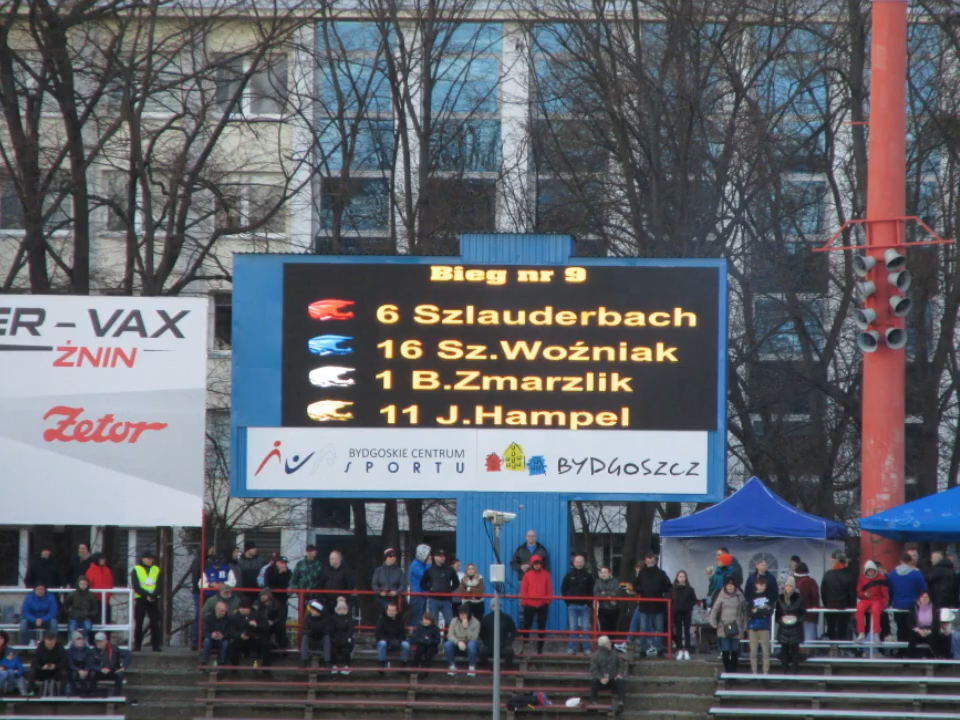 Bieg nr 9
6 Szlauderbach
16 Sz.Woźniak
1 B.Zmarzlik
11 J.Hampel
ER - VAX
ŻNIN
Zetor
BYDGOSKIE CENTRUM
SPORTU
BYDGOSZCZ